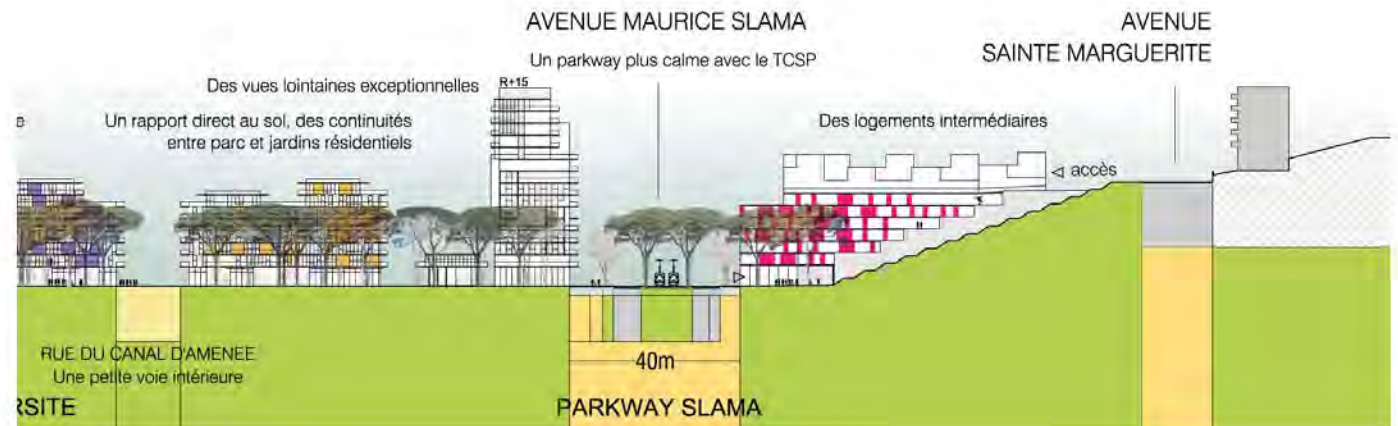 AVENUE MAURICE SLAMA
Un parkway plus calme avec le TCSP
AVENUE
SAINTE MARGUERITE
Des vues lointaines exceptionnelles
R+15
Un rapport direct au sol, des continuités
entre parc et jardins résidentiels
Des logements intermédiaires
accès
RUE DU CANAL D'AMENEE
Une petite voie intérieure
40m
RSITE
PARKWAY SLAMA